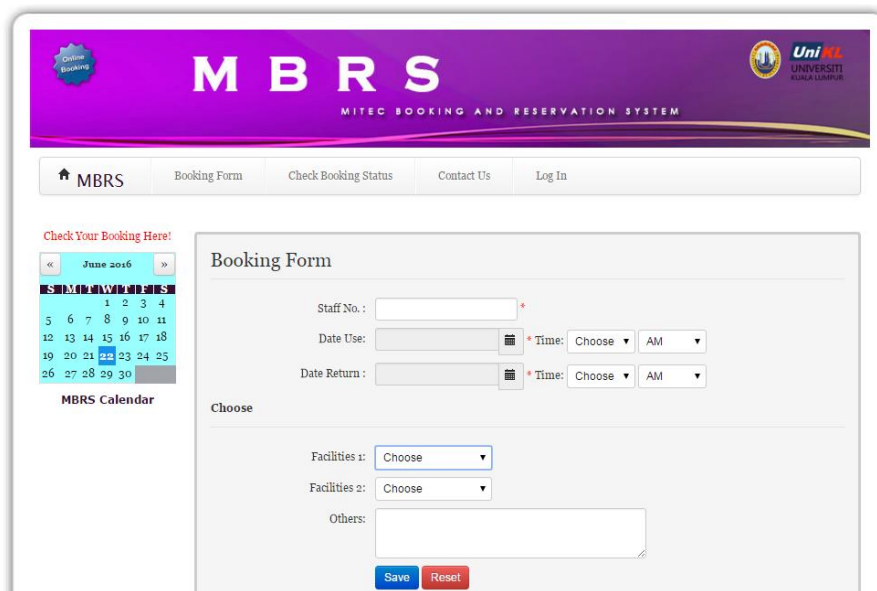 Online
Booking
M B R S
MITEC BOOKING AND RESERVATION SYSTEM
UniKL
UNIVERSITI
KUALA LUMPUR
MBRS Booking Form Check Booking Status Contact Us Log In
Check Your Booking Here!
« June 2016 »
S M T W T F S
1 2 3 4
5 6 7 8 9 10 11
12 13 14 15 16 17 18
19 20 21 22 23 24 25
26 27 28 29 30
MBRS Calendar
Booking Form
Staff No. : *
Date Use: * Time: Choose AM
Date Return : * Time: Choose AM
Choose
Facilities 1: Choose
Facilities 2: Choose
Others:
Save Reset